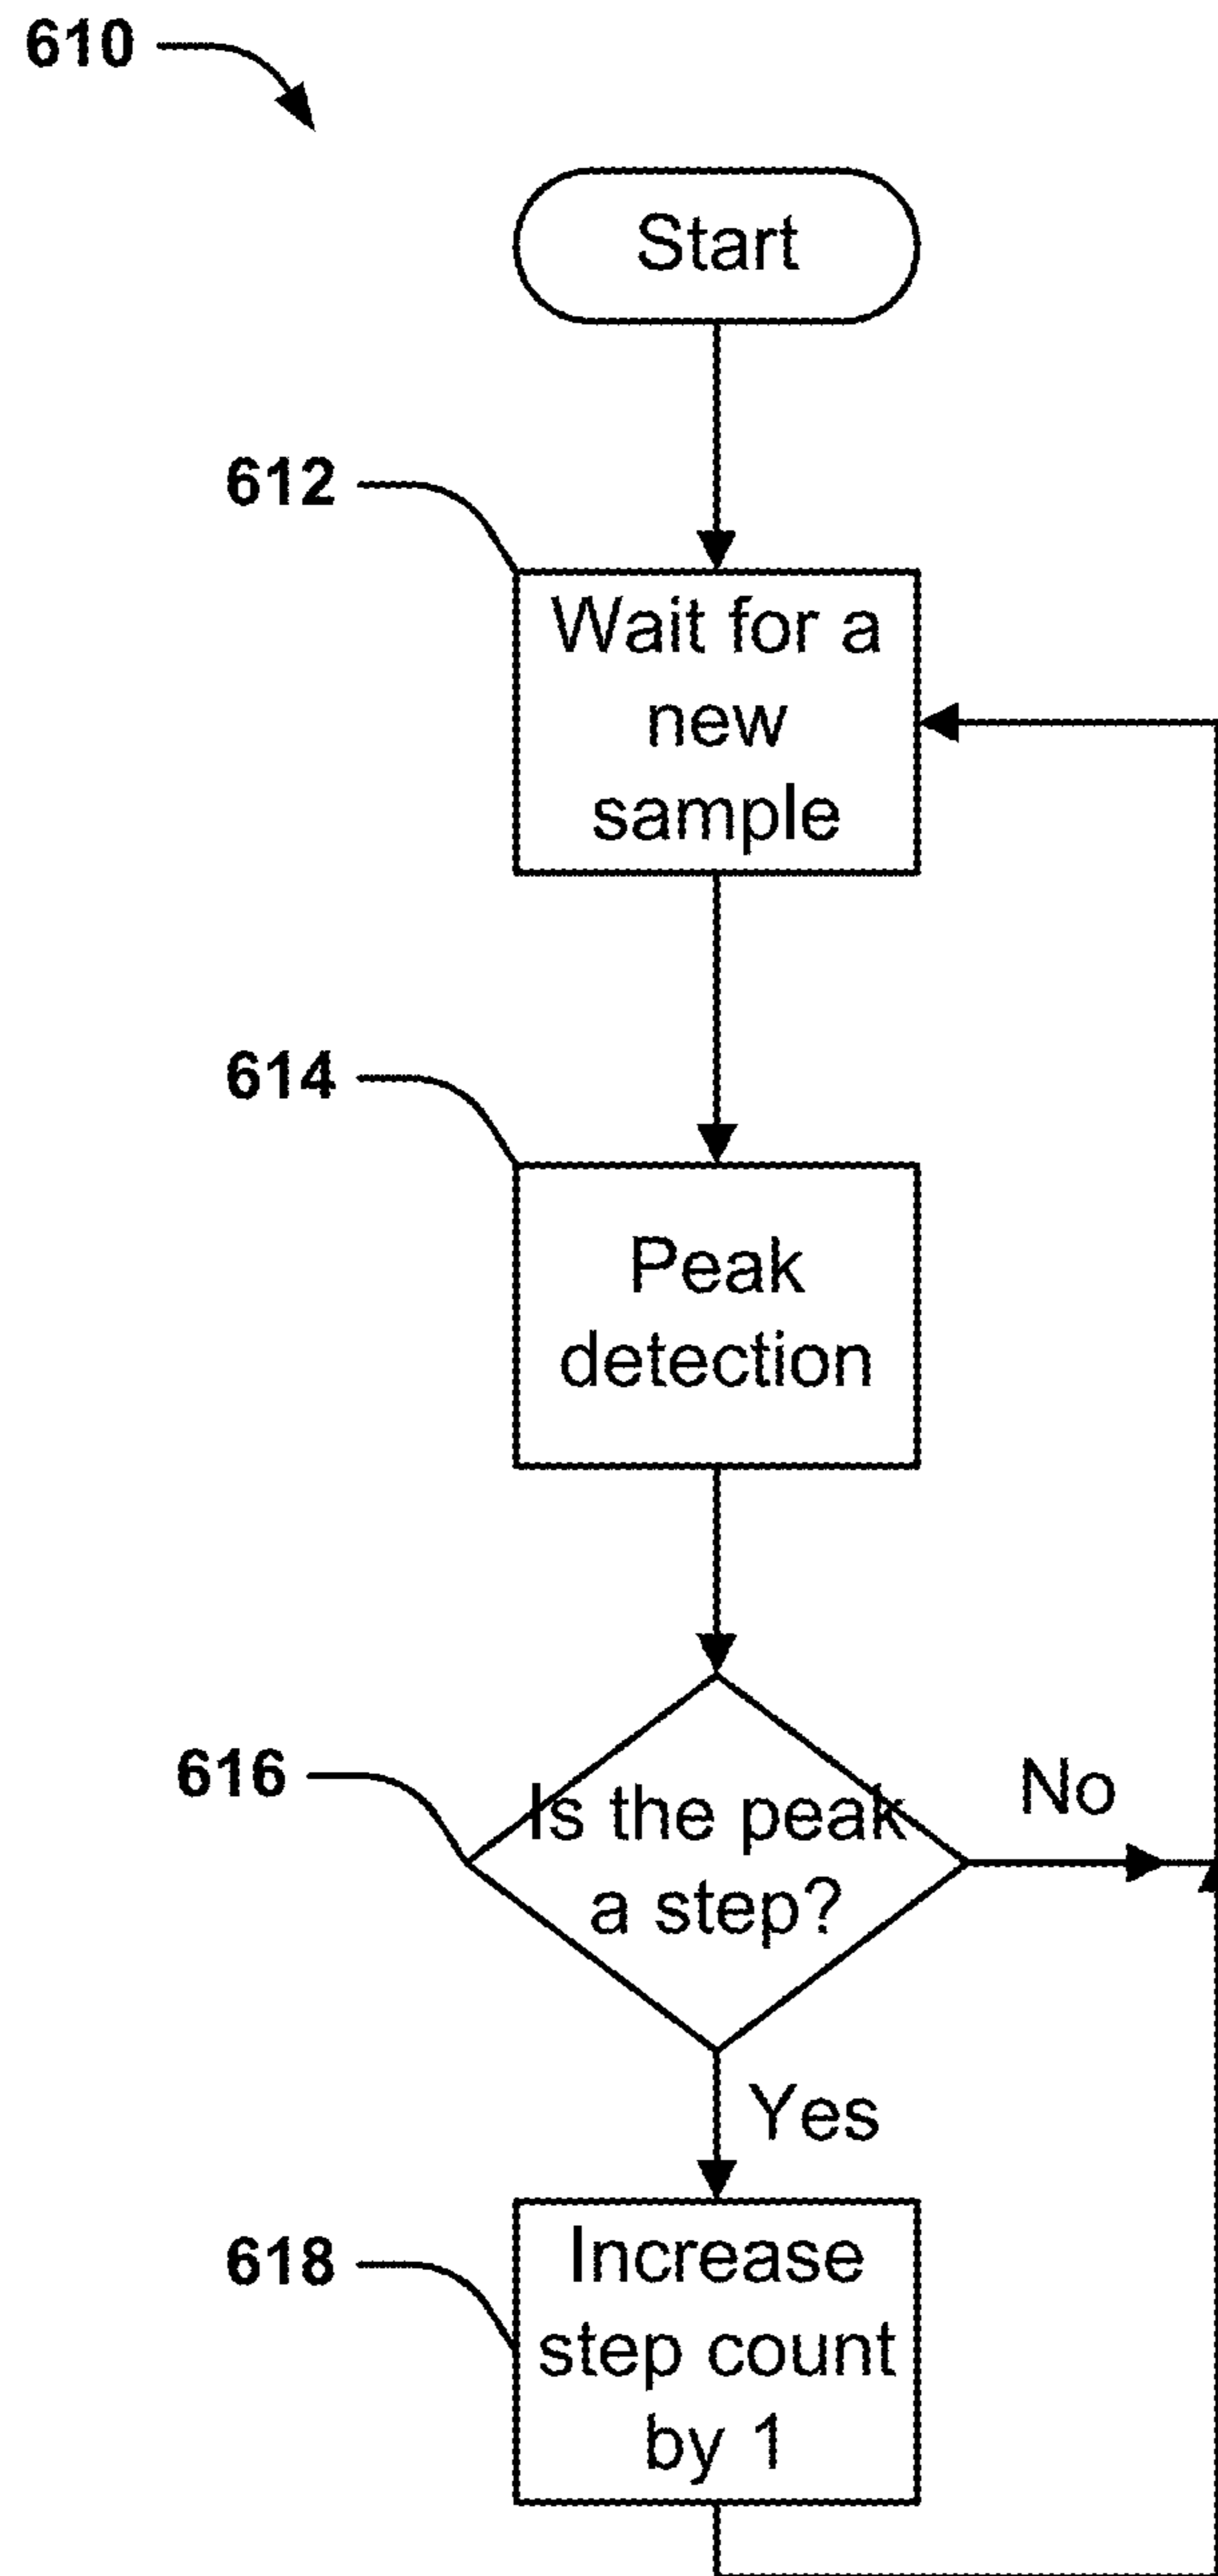 610
Start
612
Wait for a
new
sample
614
Peak
detection
616
Is the peak
a step?
No
Yes
618
Increase
step count
by 1